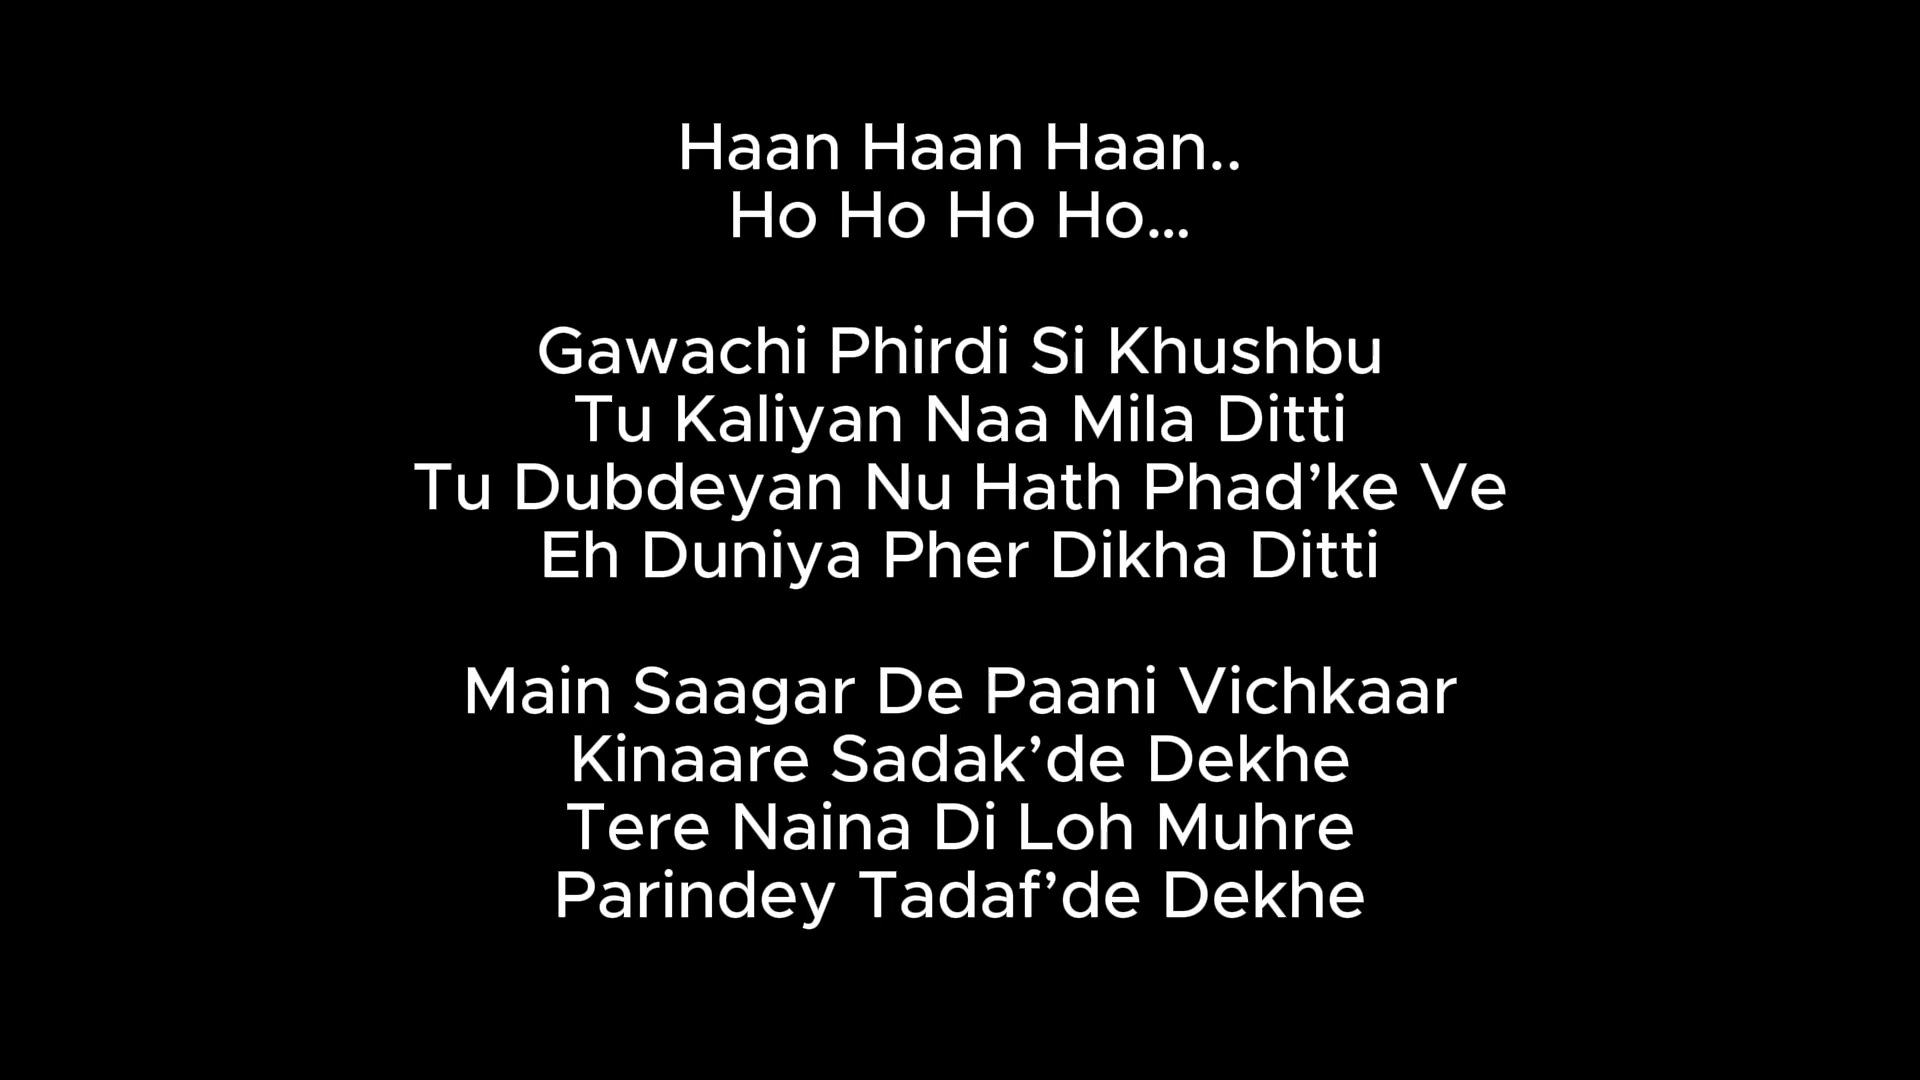 Haan Haan Haan..
Ho Ho Ho Ho...
Gawachi Phirdi Si Khushbu
Tu Kaliyan Naa Mila Ditti
Tu Dubdeyan Nu Hath Phad’ke Ve
Eh Duniya Pher Dikha Ditti
Main Saagar De Paani Vichkaar
Kinaare Sadak’de Dekhe
Tere Naina Di Loh Muhre
Parindey Tadaf’de Dekhe